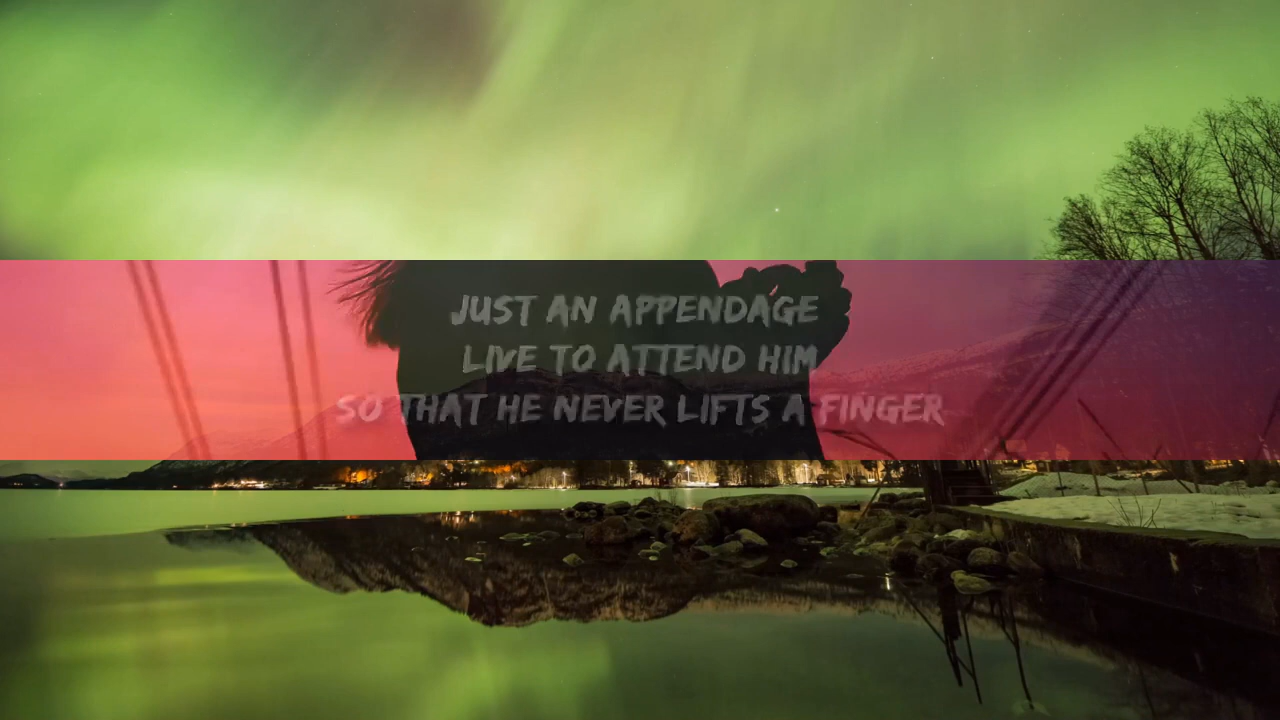 JUST AN APPENDAGE
LIVE TO ATTEND HIM
SO THAT HE NEVER LIFTS A FINGER